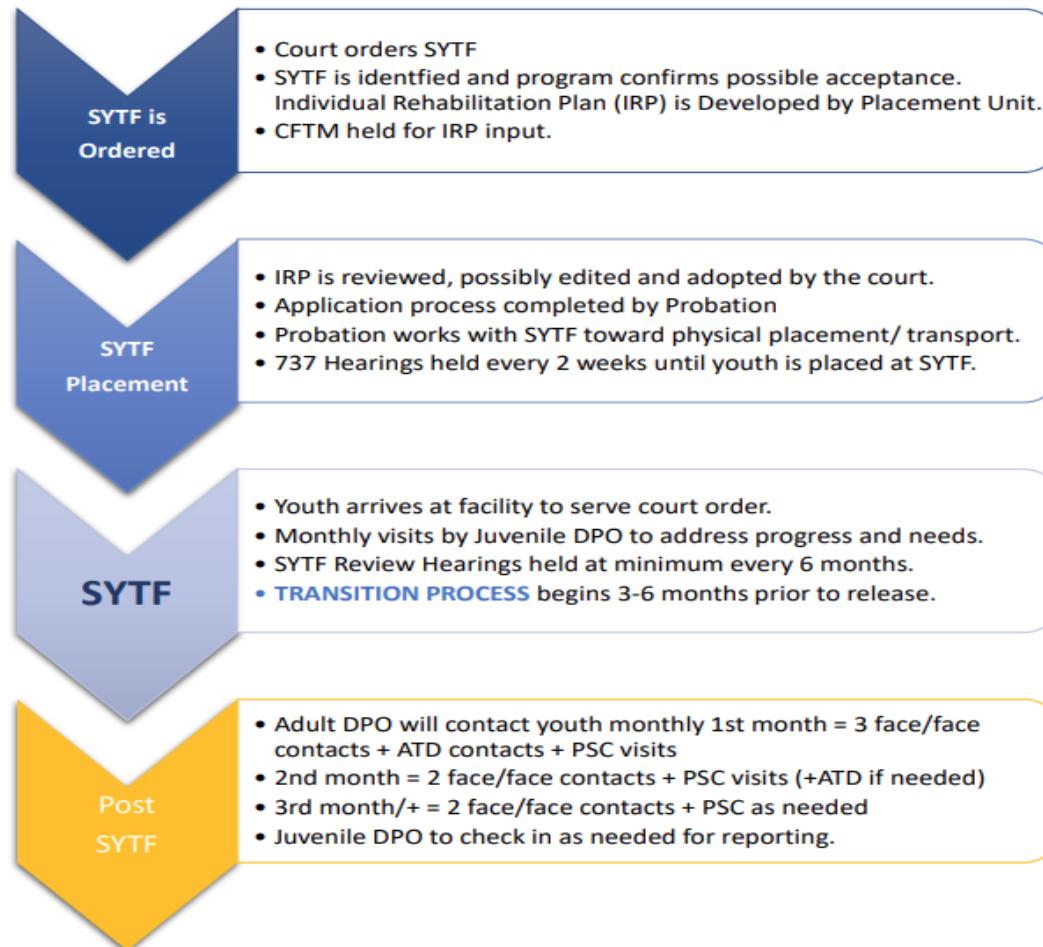 SYTF is
Ordered
• Court orders SYTF
• SYTF is identfied and program confirms possible acceptance.
Individual Rehabilitation Plan (IRP) is Developed by Placement Unit.
• CFTM held for IRP input.
SYTF
Placement
• IRP is reviewed, possibly edited and adopted by the court.
• Application process completed by Probation
• Probation works with SYTF toward physical placement/ transport.
• 737 Hearings held every 2 weeks until youth is placed at SYTF.
SYTF
• Youth arrives at facility to serve court order.
• Monthly visits by Juvenile DPO to address progress and needs.
• SYTF Review Hearings held at minimum every 6 months.
• TRANSITION PROCESS begins 3-6 months prior to release.
Post
SYTF
• Adult DPO will contact youth monthly 1st month = 3 face/face
contacts + ATD contacts + PSC visits
• 2nd month = 2 face/face contacts + PSC visits (+ATD if needed)
• 3rd month/+ = 2 face/face contacts + PSC as needed
• Juvenile DPO to check in as needed for reporting.